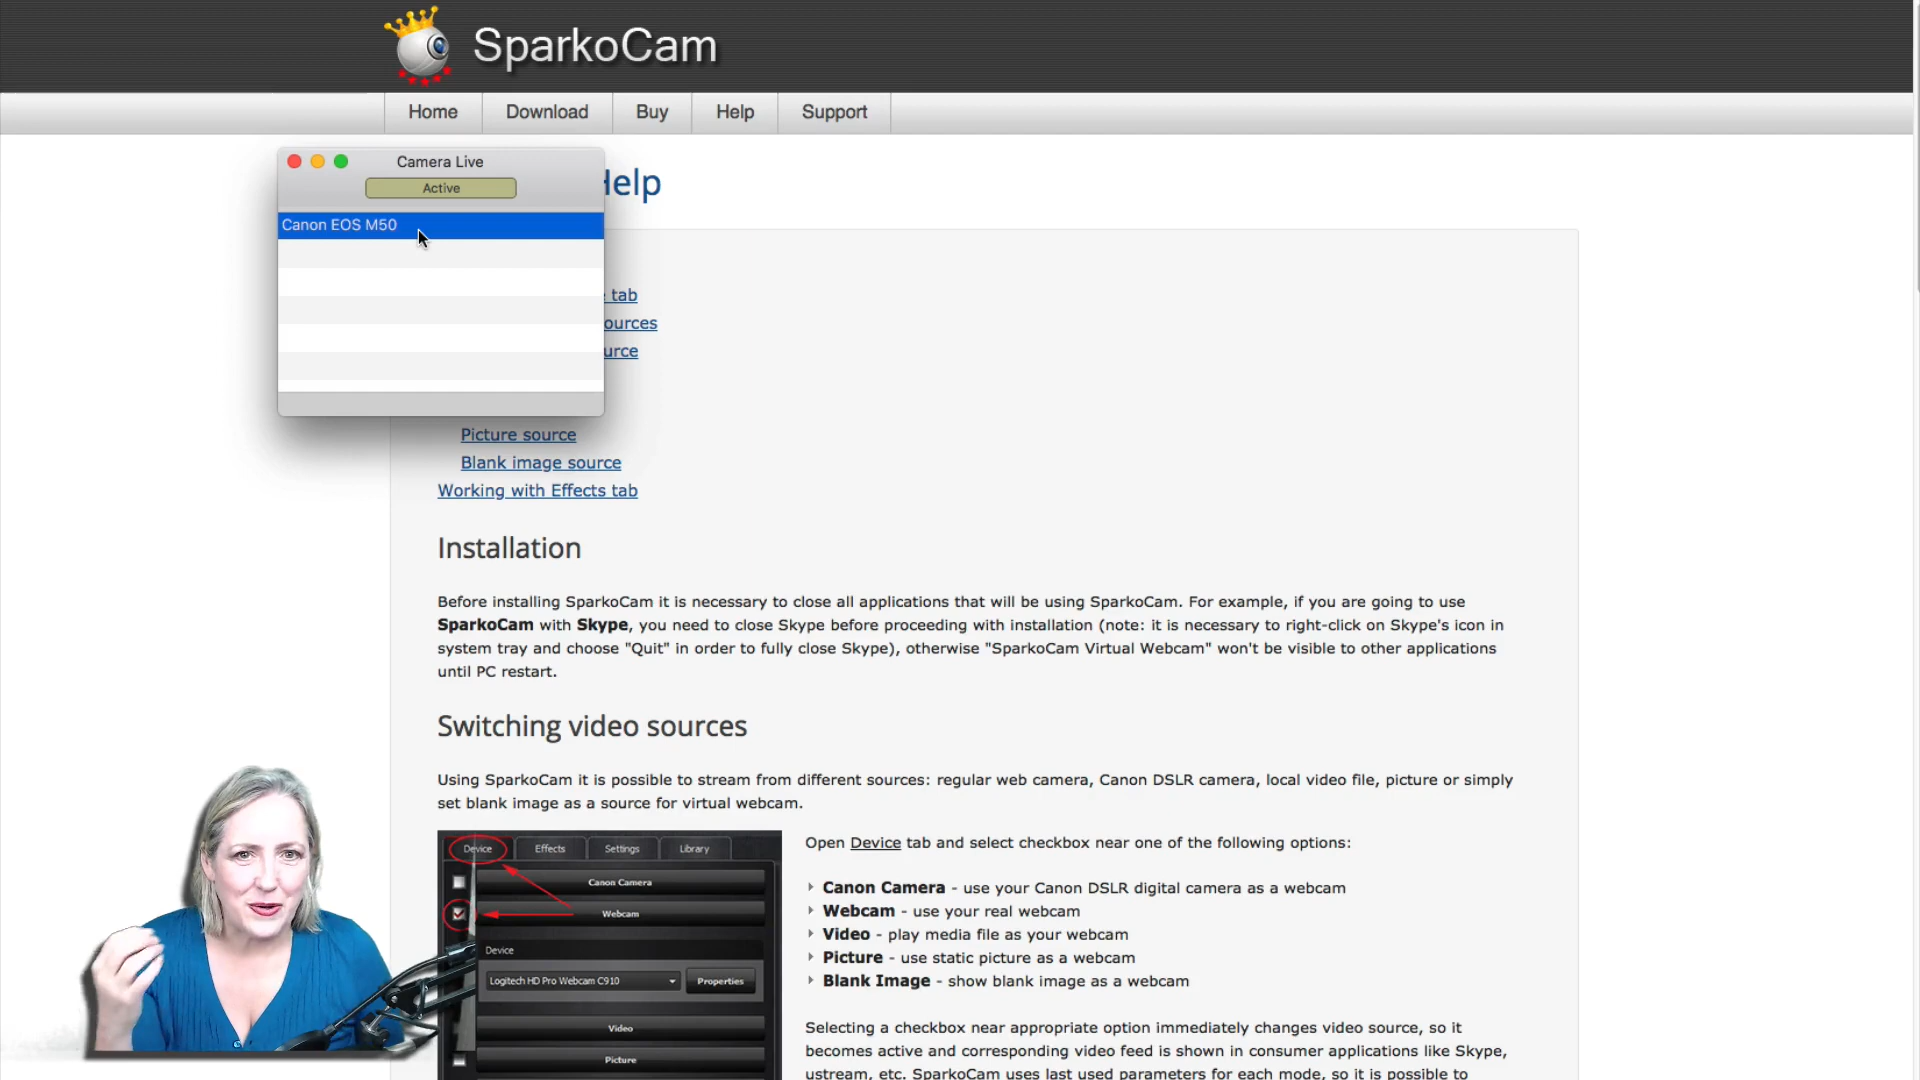 SparkoCam
Home
Download
Buy
Help
Support
Camera Live
Active
Canon EOS M50
Help
tab
ources
urce
Picture source
Blank image source
Working with Effects tab
Installation
Before installing SparkoCam it is necessary to close all applications that will be using SparkoCam. For example, if you are going to use
SparkoCam with Skype, you need to close Skype before proceeding with installation (note: it is necessary to right-click on Skype's icon in
system tray and choose "Quit" in order to fully close Skype), otherwise "SparkoCam Virtual Webcam" won't be visible to other applications
until PC restart.
Switching video sources
Using SparkoCam it is possible to stream from different sources: regular web camera, Canon DSLR camera, local video file, picture or simply
set blank image as a source for virtual webcam.
Device
Effects
Settings
Library
Canon Camera
Webcam
Device
Logitech HD Pro Webcam C910
Properties
Video
Picture
Open Device tab and select checkbox near one of the following options:
Canon Camera - use your Canon DSLR digital camera as a webcam
Webcam - use your real webcam
Video - play media file as your webcam
Picture - use static picture as a webcam
Blank Image - show blank image as a webcam
Selecting a checkbox near appropriate option immediately changes video source, so it
becomes active and corresponding video feed is shown in consumer applications like Skype,
ustream, etc. SparkoCam uses last used parameters for each mode, so it is possible to